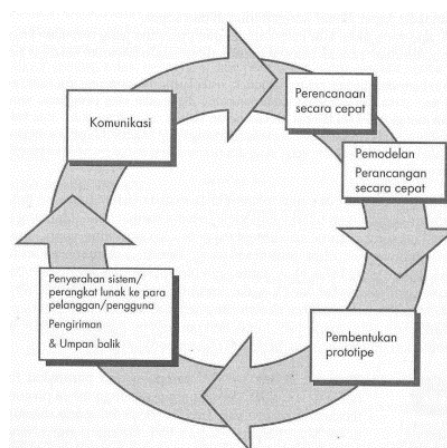 Komunikasi
Perencanaan
secara cepat
Pemodelan
Perancangan
secara cepat
Pembentukan
prototipe
Penyerahan sistem/
perangkat lunak ke para
pelanggan/pengguna
Pengiriman
& Umpan balik